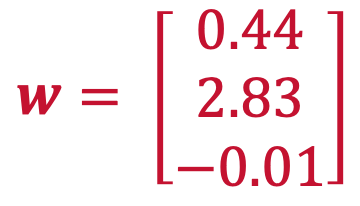 0.44
w = [ 2.83 ]
−0.01